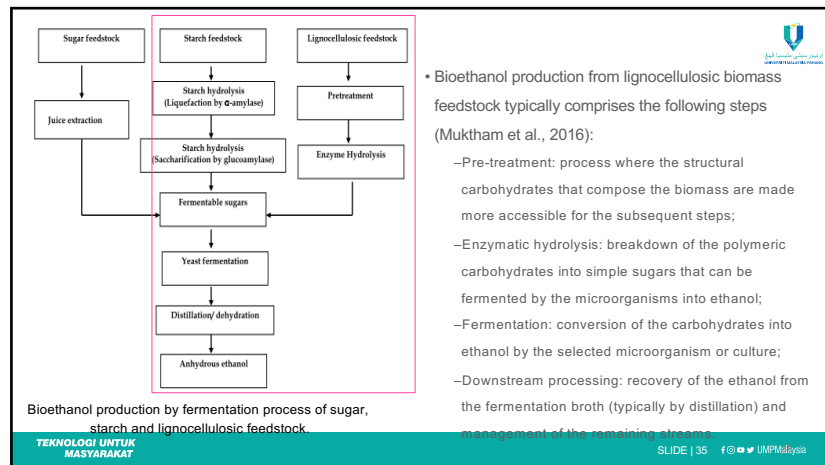 Sugar feedstock
Starch feedstock
Lignocellulosic feedstock
Starch hydrolysis
(Liquefaction by α-amylase)
Pretreatment
Juice extraction
Starch hydrolysis
(Saccharification by glucoamylase)
Enzyme Hydrolysis
Fermentable sugars
Yeast fermentation
Distillation/ dehydration
Anhydrous ethanol
Bioethanol production by fermentation process of sugar,
starch and lignocellulosic feedstock.
UNIVERSITI MALAYSIA PAHANG
• Bioethanol production from lignocellulosic biomass
feedstock typically comprises the following steps
(Muktham et al., 2016):
–Pre-treatment: process where the structural
carbohydrates that compose the biomass are made
more accessible for the subsequent steps;
–Enzymatic hydrolysis: breakdown of the polymeric
carbohydrates into simple sugars that can be
fermented by the microorganisms into ethanol;
–Fermentation: conversion of the carbohydrates into
ethanol by the selected microorganism or culture;
–Downstream processing: recovery of the ethanol from
the fermentation broth (typically by distillation) and
management of the remaining streams.
TEKNOLOGI UNTUK
MASYARAKAT
SLIDE | 35
UMPMalaysia